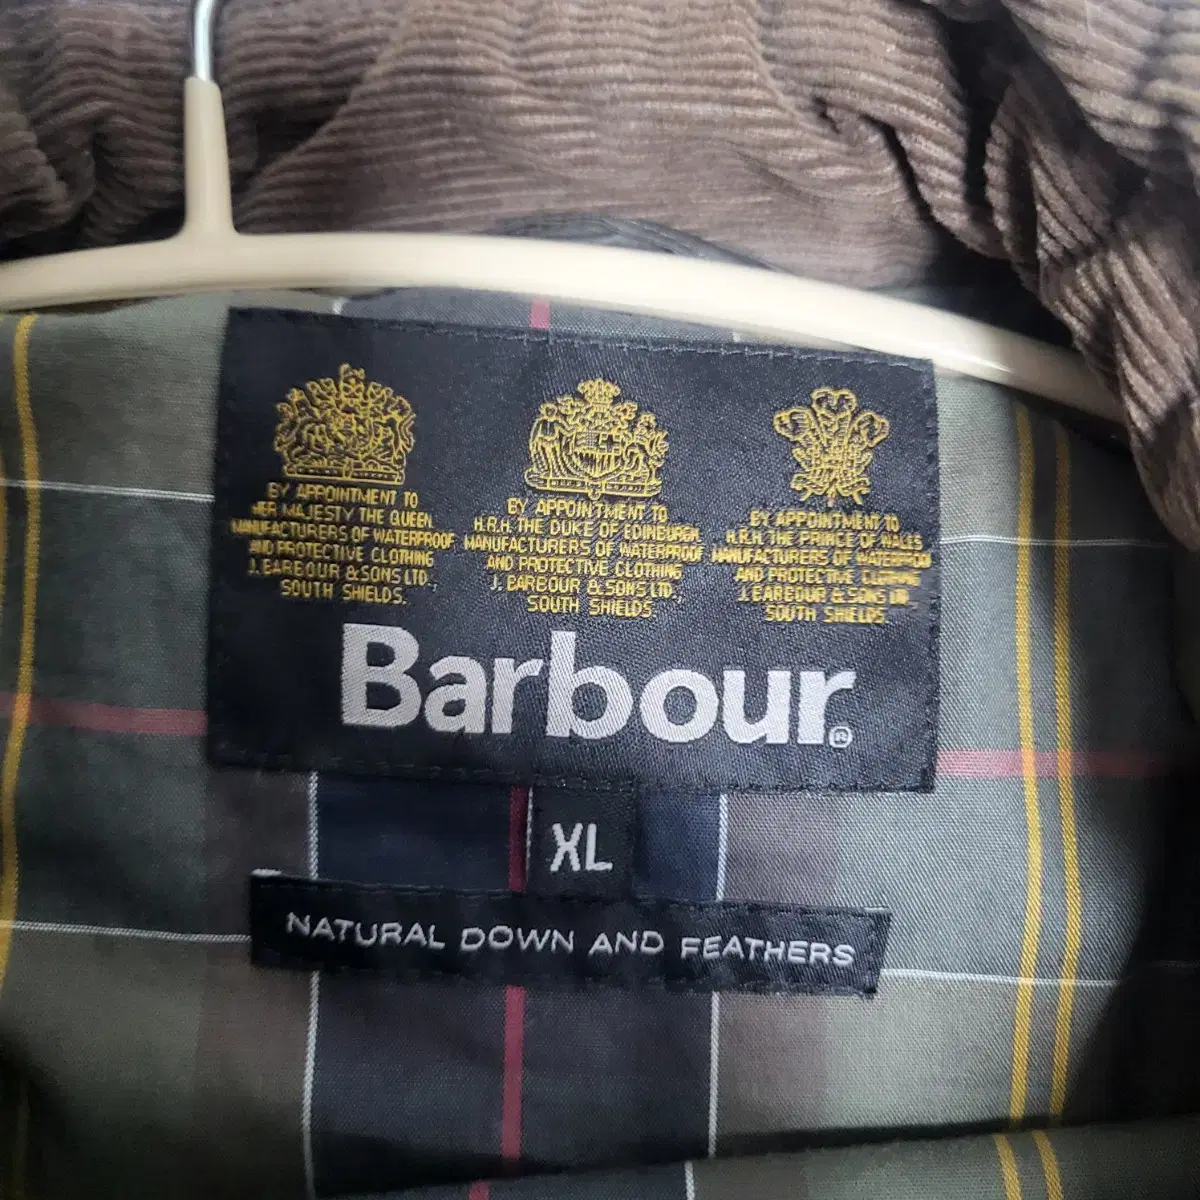 BY APPOINTMENT TO
HER MAJESTY THE QUEEN
MANUFACTURERS OF WATERPROOF
AND PROTECTIVE CLOTHING
J. BARBOUR & SONS LTD.,
SOUTH SHIELDS.
BY APPOINTMENT TO
H.R.H. THE DUKE OF EDINBURGH
MANUFACTURERS OF WATERPROOF
AND PROTECTIVE CLOTHING
J. BARBOUR & SONS LTD.,
SOUTH SHIELDS.
BY APPOINTMENT TO
H.R.H. THE PRINCE OF WALES
MANUFACTURERS OF WATERPROOF
AND PROTECTIVE CLOTHING
J. BARBOUR & SONS LTD.,
SOUTH SHIELDS.
Barbour®
XL
NATURAL DOWN AND FEATHERS